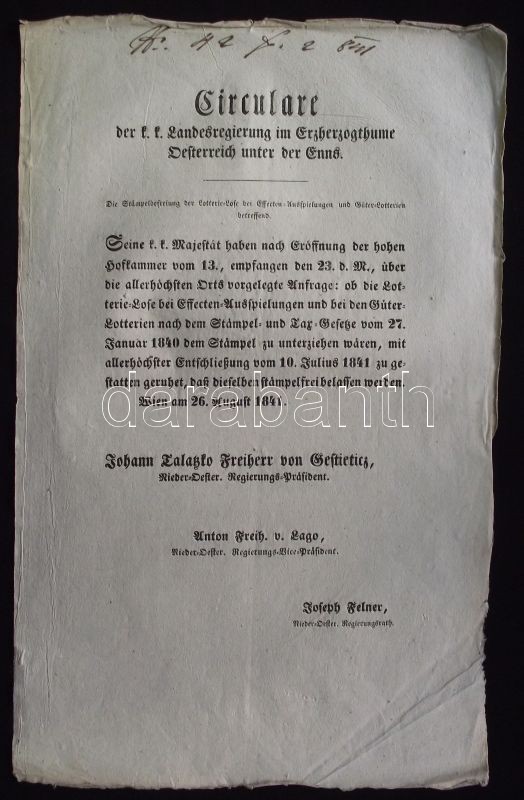 Circulare
der k. k. Landesregierung im Erzherzogthume
Oesterreich unter der Enns.
Die Stämpelbefreiung der Lotterie-Lose bei Effecten-Ausspielungen und Güter-Lotterien
betreffend.
Seine k. k. Majestät haben nach Eröffnung der hohen
Hofkammer vom 13., empfangen den 23. d. M., über
die allerhöchsten Orts vorgelegte Anfrage: ob die Lot-
terie-Lose bei Effecten-Ausspielungen und bei den Güter-
Lotterien nach dem Stämpel- und Tax-Gesetze vom 27.
Januar 1840 dem Stämpel zu unterziehen wären, mit
allerhöchster Entschließung vom 10. Julius 1841 zu ge-
statten geruhet, daß dieselben stämpelfrei belassen werden.
Wien am 26. August 1841.
darabanth
Johann Talatzko Freiherr von Gestieticz,
Nieder-Oester. Regierungs-Präsident.
Anton Freih. v. Lago,
Nieder-Oester. Regierungs-Vice-Präsident.
Joseph Felner,
Nieder-Oester. Regierungsrath.